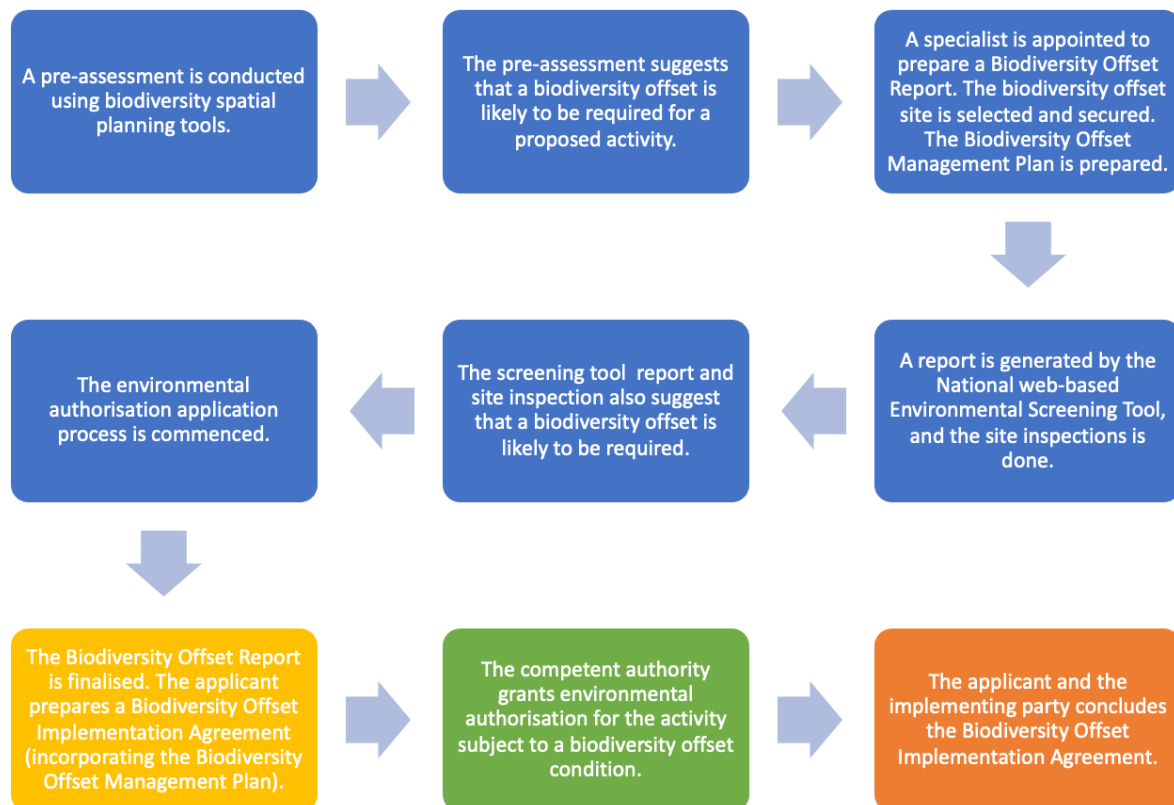 A pre-assessment is conducted
using biodiversity spatial
planning tools.
The pre-assessment suggests
that a biodiversity offset is
likely to be required for a
proposed activity.
A specialist is appointed to
prepare a Biodiversity Offset
Report. The biodiversity offset
site is selected and secured.
The Biodiversity Offset
Management Plan is prepared.
A report is generated by the
National web-based
Environmental Screening Tool,
and the site inspections is
done.
The screening tool  report and
site inspection also suggest
that a biodiversity offset is
likely to be required.
The environmental
authorisation application
process is commenced.
The Biodiversity Offset Report
is finalised. The applicant
prepares a Biodiversity Offset
Implementation Agreement
(incorporating the Biodiversity
Offset Management Plan).
The competent authority
grants environmental
authorisation for the activity
subject to a biodiversity offset
condition.
The applicant and the
implementing party concludes
the Biodiversity Offset
Implementation Agreement.